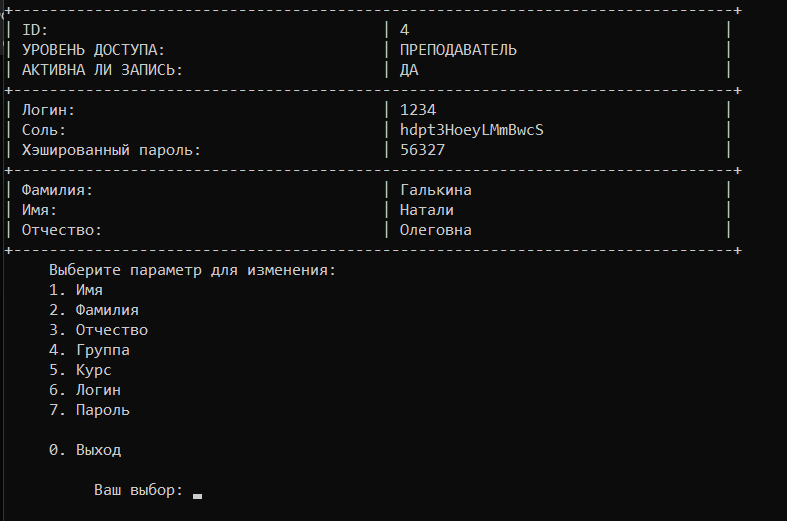 ID: 4
УРОВЕНЬ ДОСТУПА: ПРЕПОДАВАТЕЛЬ
АКТИВНА ЛИ ЗАПИСЬ: ДА
Логин: 1234
Соль: hdpt3HoeyLMmBwcS
Хэшированный пароль: 56327
Фамилия: Галькина
Имя: Натали
Отчество: Олеговна
Выберите параметр для изменения:
1. Имя
2. Фамилия
3. Отчество
4. Группа
5. Курс
6. Логин
7. Пароль
0. Выход
Ваш выбор: